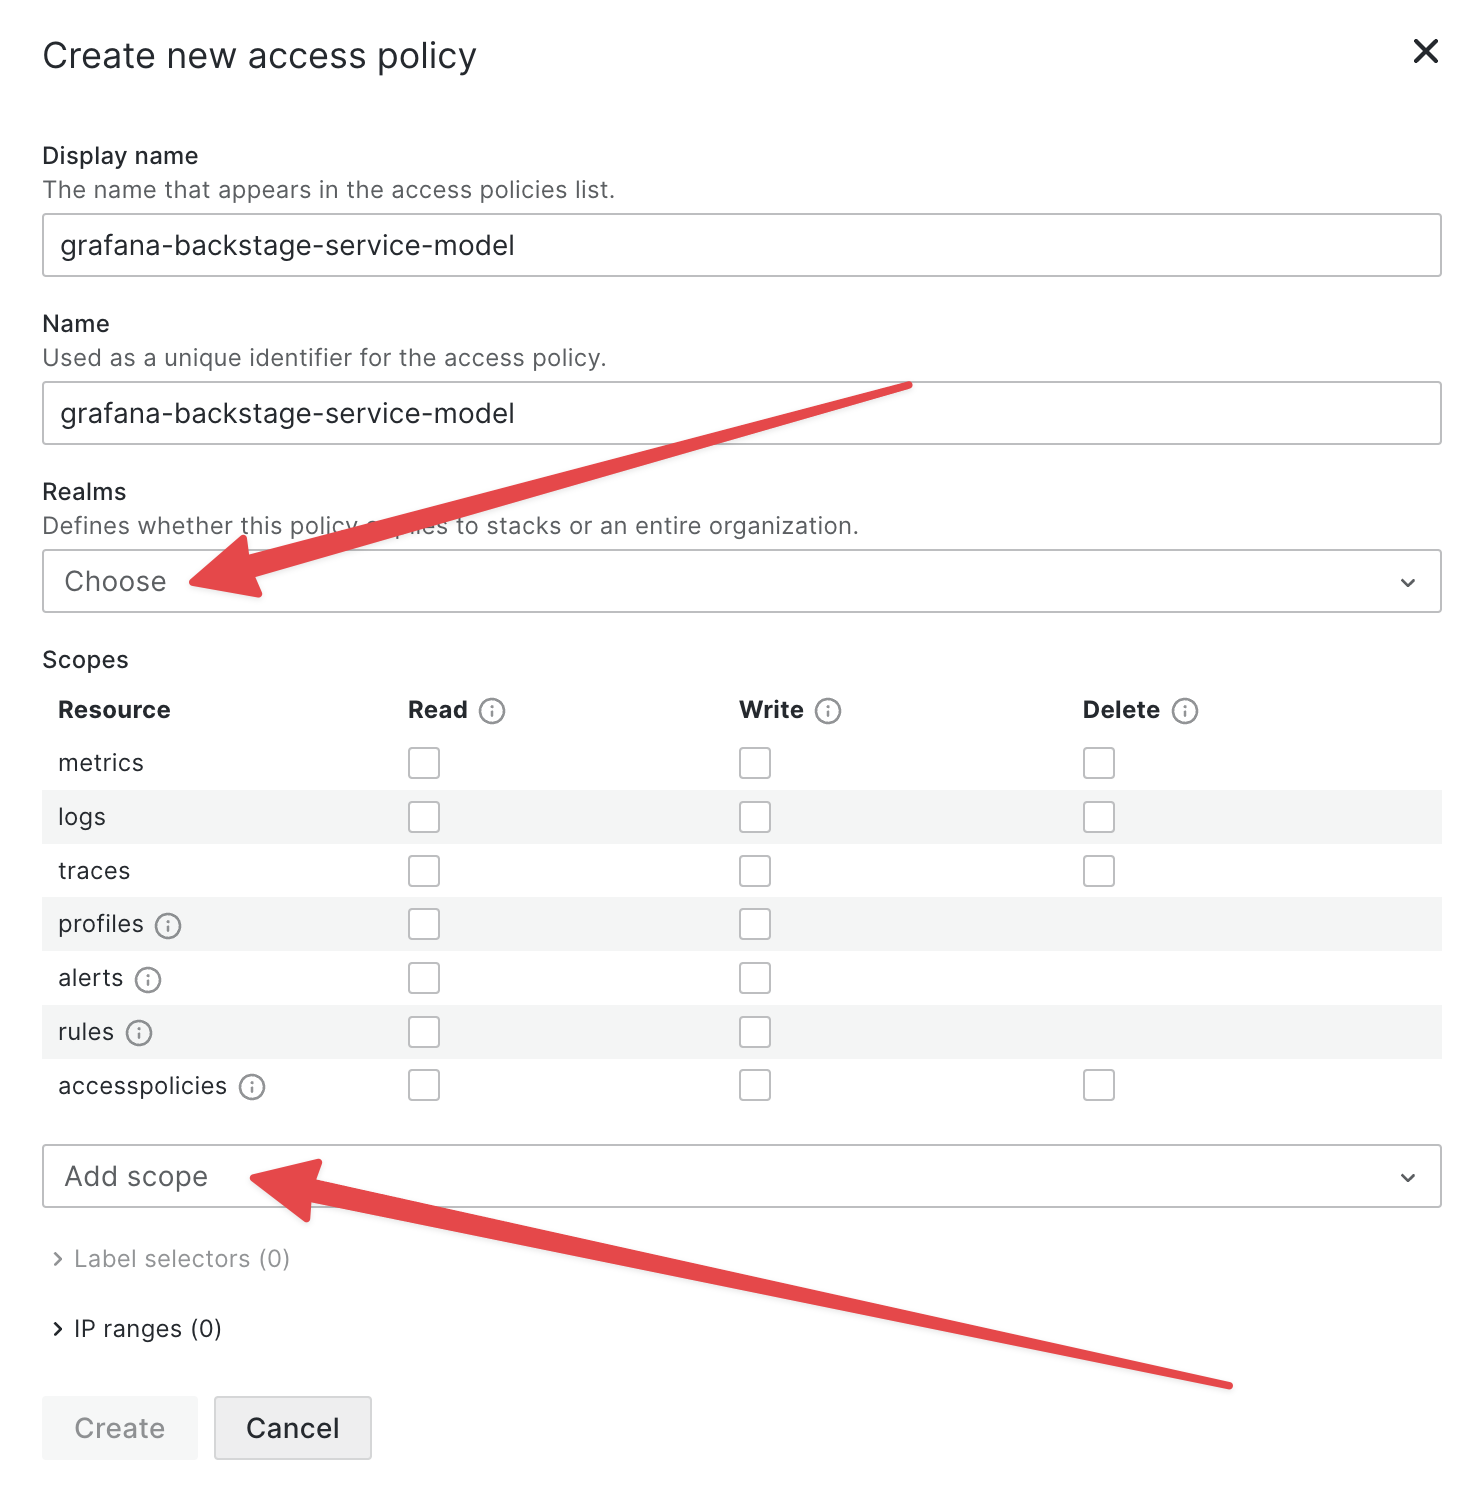 Create new access policy
Display name
The name that appears in the access policies list.
grafana-backstage-service-model
Name
Used as a unique identifier for the access policy.
grafana-backstage-service-model
Realms
Defines whether this policy applies to stacks or an entire organization.
Choose
Scopes
Resource Read Write Delete
metrics
logs
traces
profiles
alerts
rules
accesspolicies
Add scope
Label selectors (0)
IP ranges (0)
Create Cancel